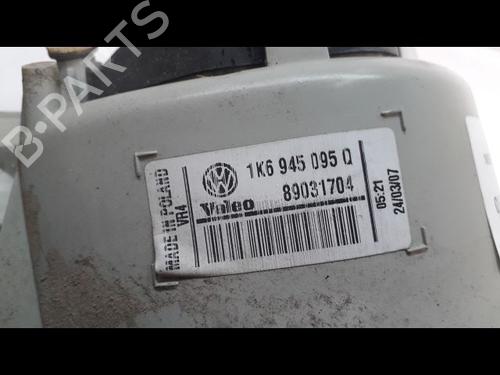 B-PARTS
MADE IN POLAND
VR4
1K6 945 095 Q
Valeo
89031704
05:21
24/03/07